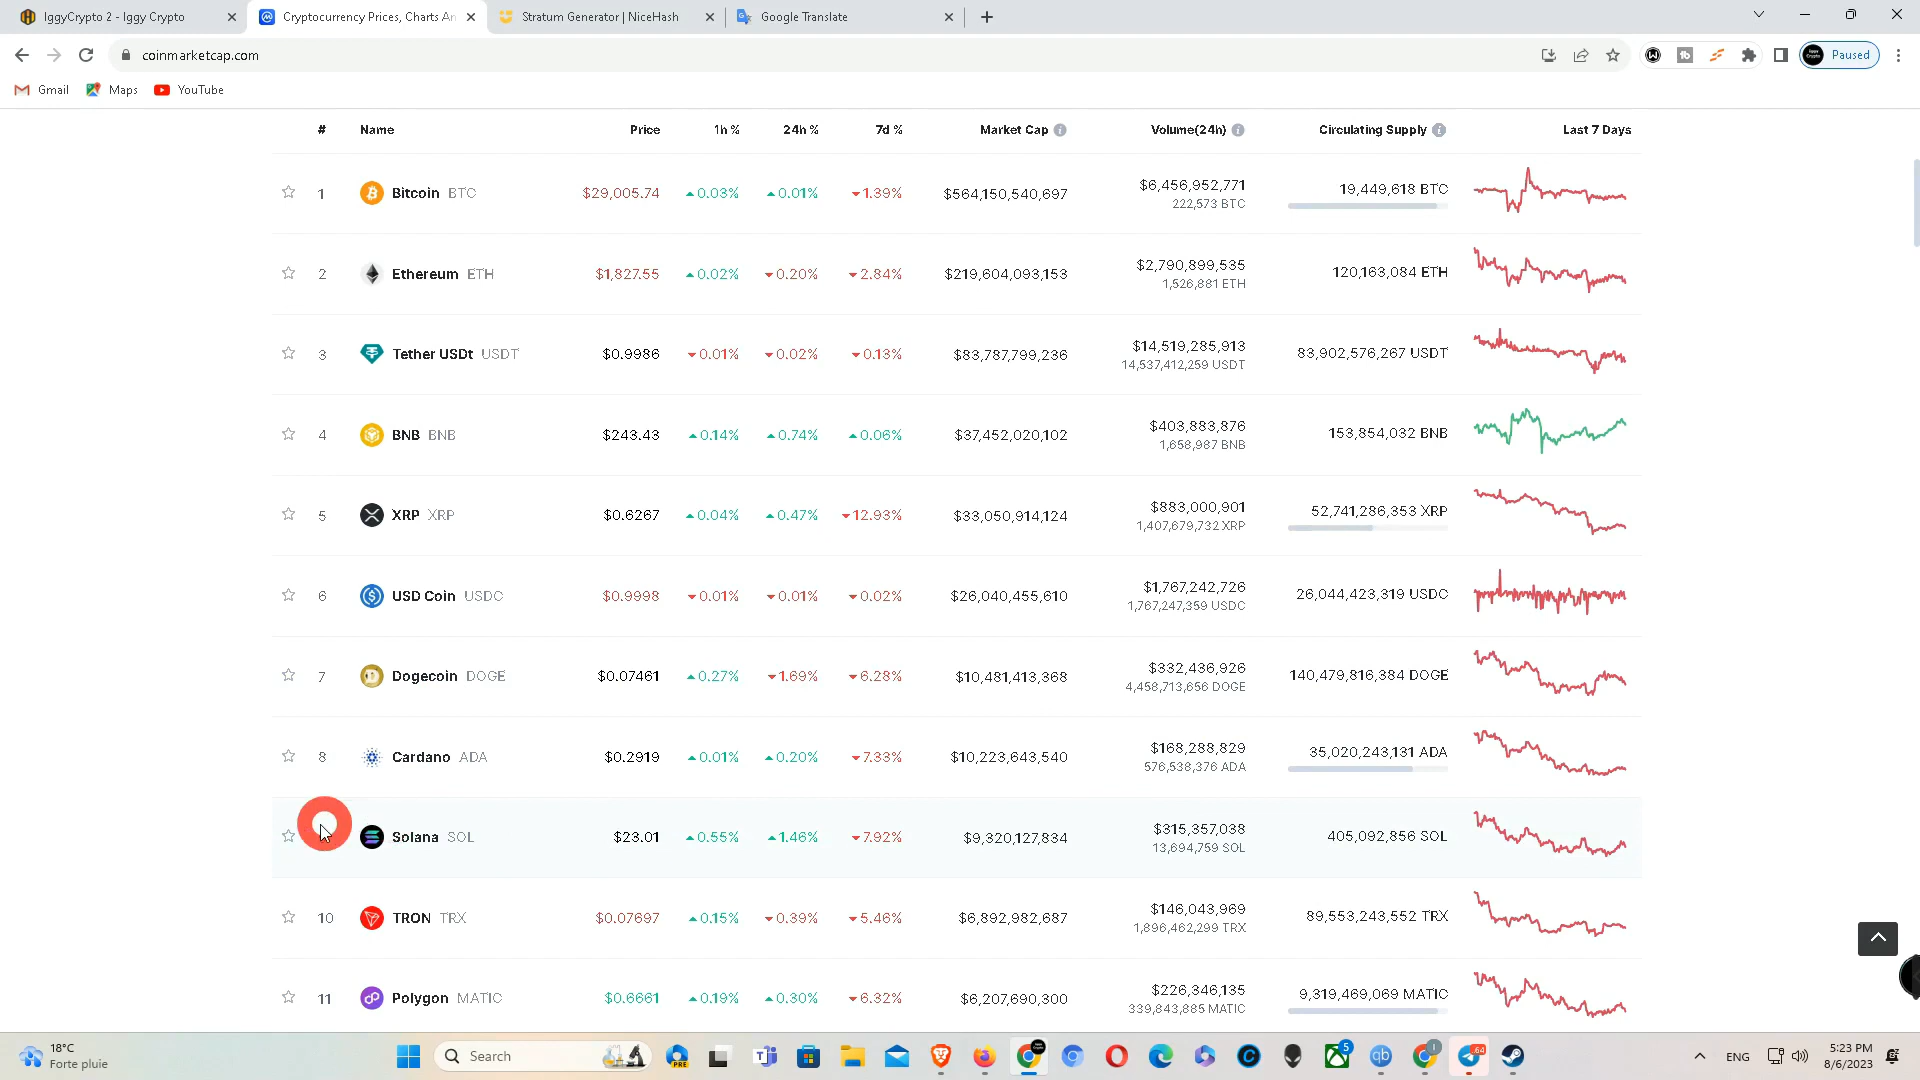 IggyCrypto 2 - Iggy Crypto
Cryptocurrency Prices, Charts An
Stratum Generator | NiceHash
Google Translate
coinmarketcap.com
Paused
Gmail
Maps
YouTube
# Name Price 1h % 24h % 7d % Market Cap Volume(24h) Circulating Supply Last 7 Days
1 Bitcoin BTC $29,005.74 0.03% 0.01% 1.39% $564,150,540,697 $6,456,952,771 19,449,618 BTC
222,573 BTC
2 Ethereum ETH $1,827.55 0.02% 0.20% 2.84% $219,604,093,153 $2,790,899,535 120,163,084 ETH
1,526,881 ETH
3 Tether USDt USDT $0.9986 0.01% 0.02% 0.13% $83,787,799,236 $14,519,285,913 83,902,576,267 USDT
14,537,412,259 USDT
4 BNB BNB $243.43 0.14% 0.74% 0.06% $37,452,020,102 $403,883,876 153,854,032 BNB
1,658,987 BNB
5 XRP XRP $0.6267 0.04% 0.47% 12.93% $33,050,914,124 $883,000,901 52,741,286,353 XRP
1,407,679,732 XRP
6 USD Coin USDC $0.9998 0.01% 0.01% 0.02% $26,040,455,610 $1,767,242,726 26,044,423,319 USDC
1,767,247,359 USDC
7 Dogecoin DOGE $0.07461 0.27% 1.69% 6.28% $10,481,413,368 $332,436,926 140,479,816,384 DOGE
4,458,713,656 DOGE
8 Cardano ADA $0.2919 0.01% 0.20% 7.33% $10,223,643,540 $168,288,829 35,020,243,131 ADA
576,538,376 ADA
Solana SOL $23.01 0.55% 1.46% 7.92% $9,320,127,834 $315,357,038 405,092,856 SOL
13,694,759 SOL
10 TRON TRX $0.07697 0.15% 0.39% 5.46% $6,892,982,687 $146,043,969 89,553,243,552 TRX
1,896,462,299 TRX
11 Polygon MATIC $0.6661 0.19% 0.30% 6.32% $6,207,690,300 $226,346,135 9,319,469,069 MATIC
339,843,885 MATIC
18°C
Forte pluie
Search
PRE
5
64
ENG
5:23 PM
8/6/2023